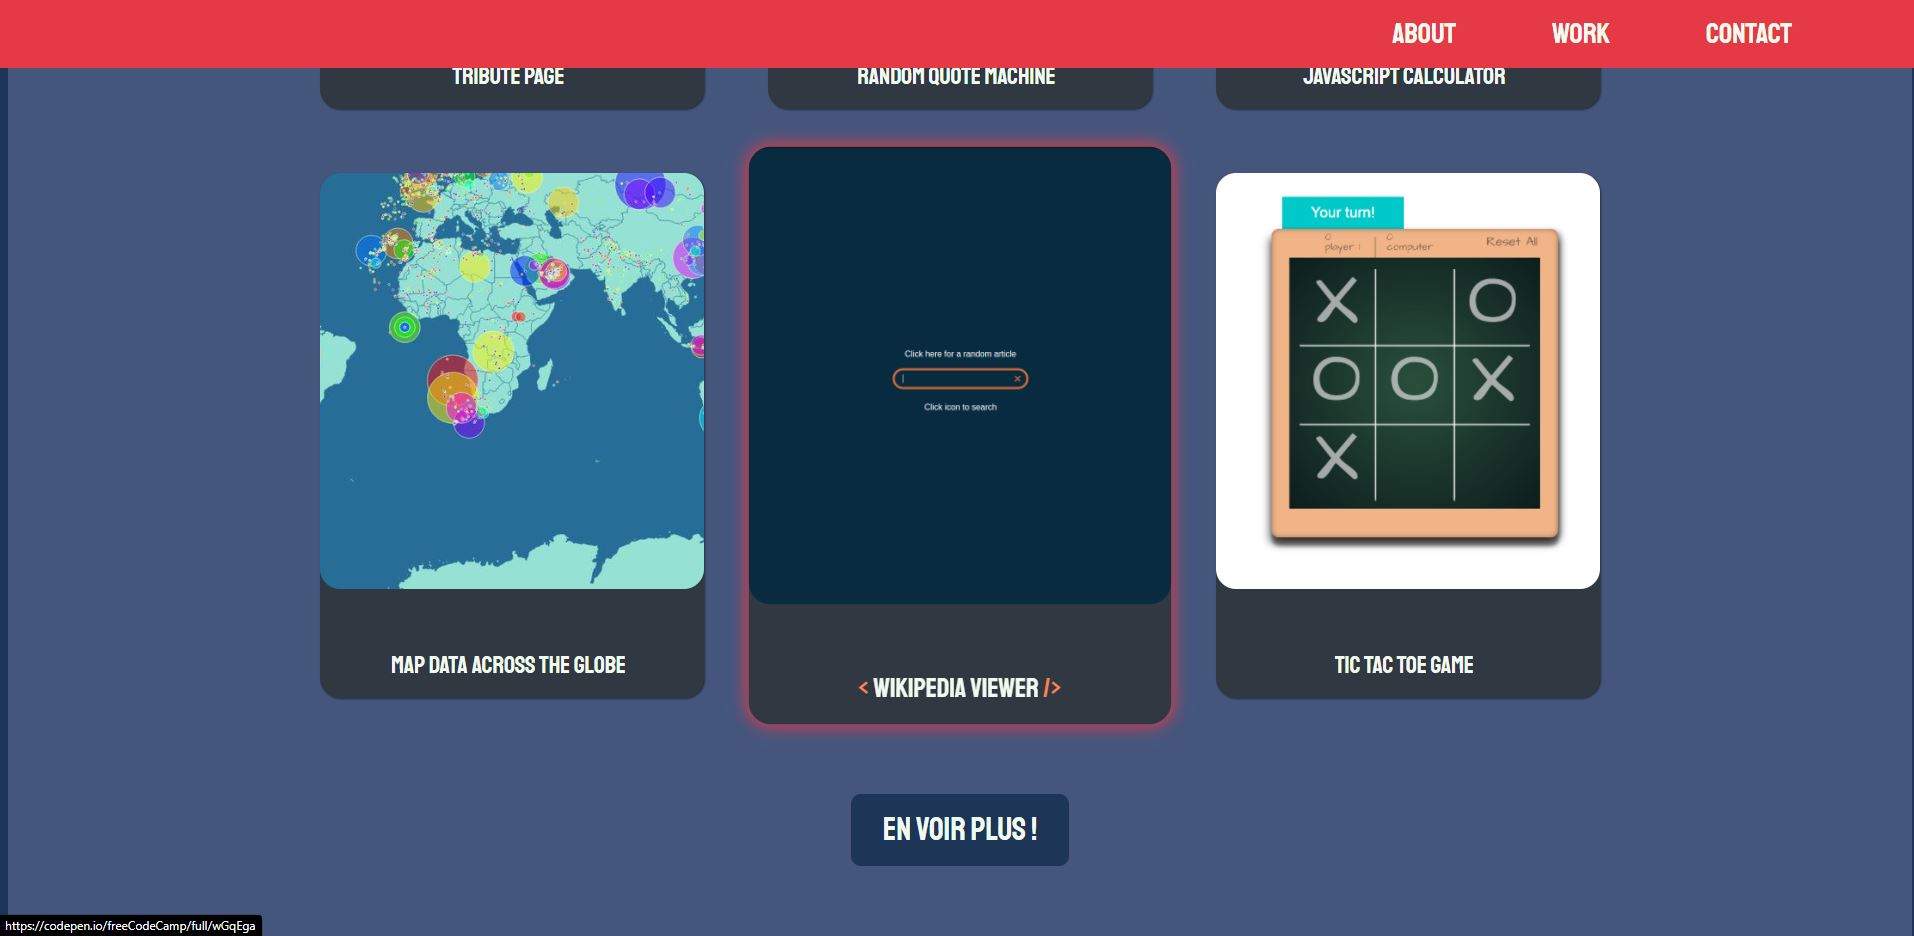 ABOUT WORK CONTACT
TRIBUTE PAGE
RANDOM QUOTE MACHINE
JAVASCRIPT CALCULATOR
MAP DATA ACROSS THE GLOBE
Click here for a random article
Click icon to search
< WIKIPEDIA VIEWER />
Your turn!
0 0
player 1 computer Reset All
X O
O O X
X
TIC TAC TOE GAME
EN VOIR PLUS !
https://codepen.io/freeCodeCamp/full/wGqEga